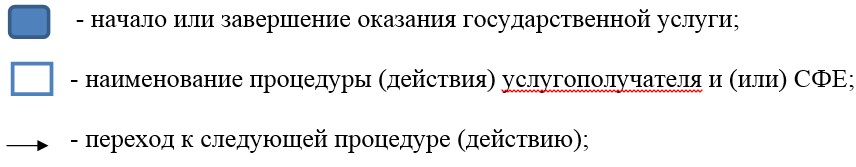 - начало или завершение оказания государственной услуги;
- наименование процедуры (действия) услугополучателя и (или) СФЕ;
- переход к следующей процедуре (действию);